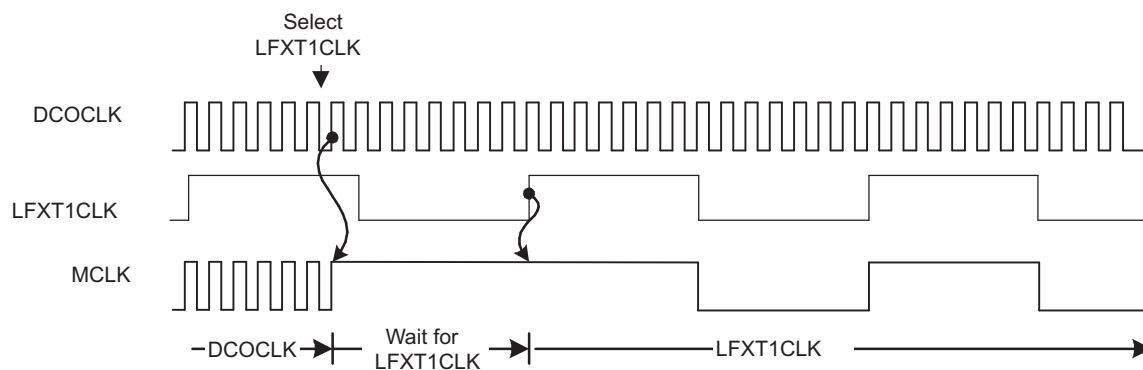 Select
LFXT1CLK
DCOCLK
LFXT1CLK
MCLK
DCOCLK
Wait for
LFXT1CLK
LFXT1CLK